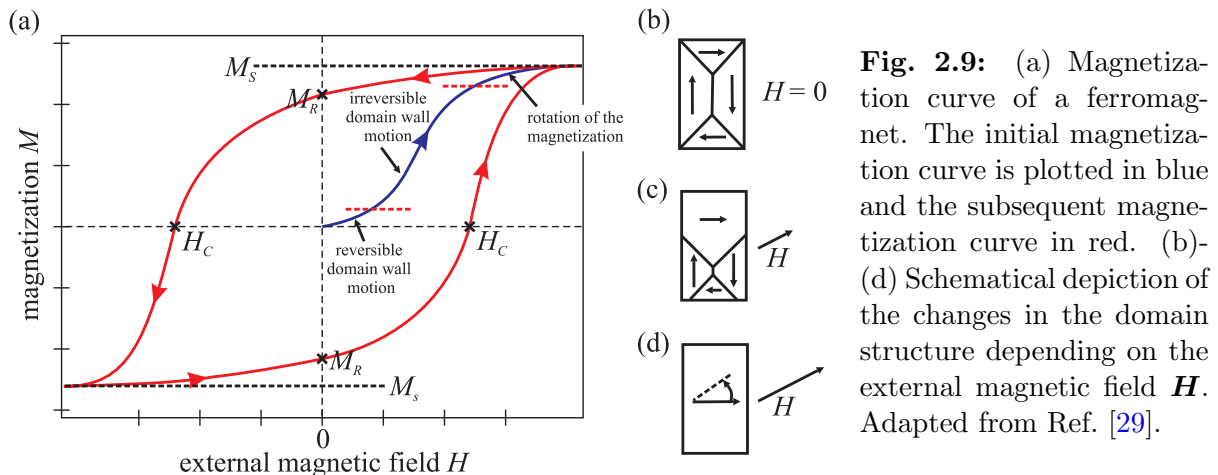 (a)
M_S
M_R
irreversible
domain wall
motion
rotation of the
magnetization
magnetization M
H_C
H_C
reversible
domain wall
motion
M_R
M_s
0
external magnetic field H
(b)
H = 0
(c)
H
(d)
H
Fig. 2.9: (a) Magnetiza-
tion curve of a ferromag-
net. The initial magnetiza-
tion curve is plotted in blue
and the subsequent magne-
tization curve in red. (b)-
(d) Schematical depiction of
the changes in the domain
structure depending on the
external magnetic field H.
Adapted from Ref. [29].